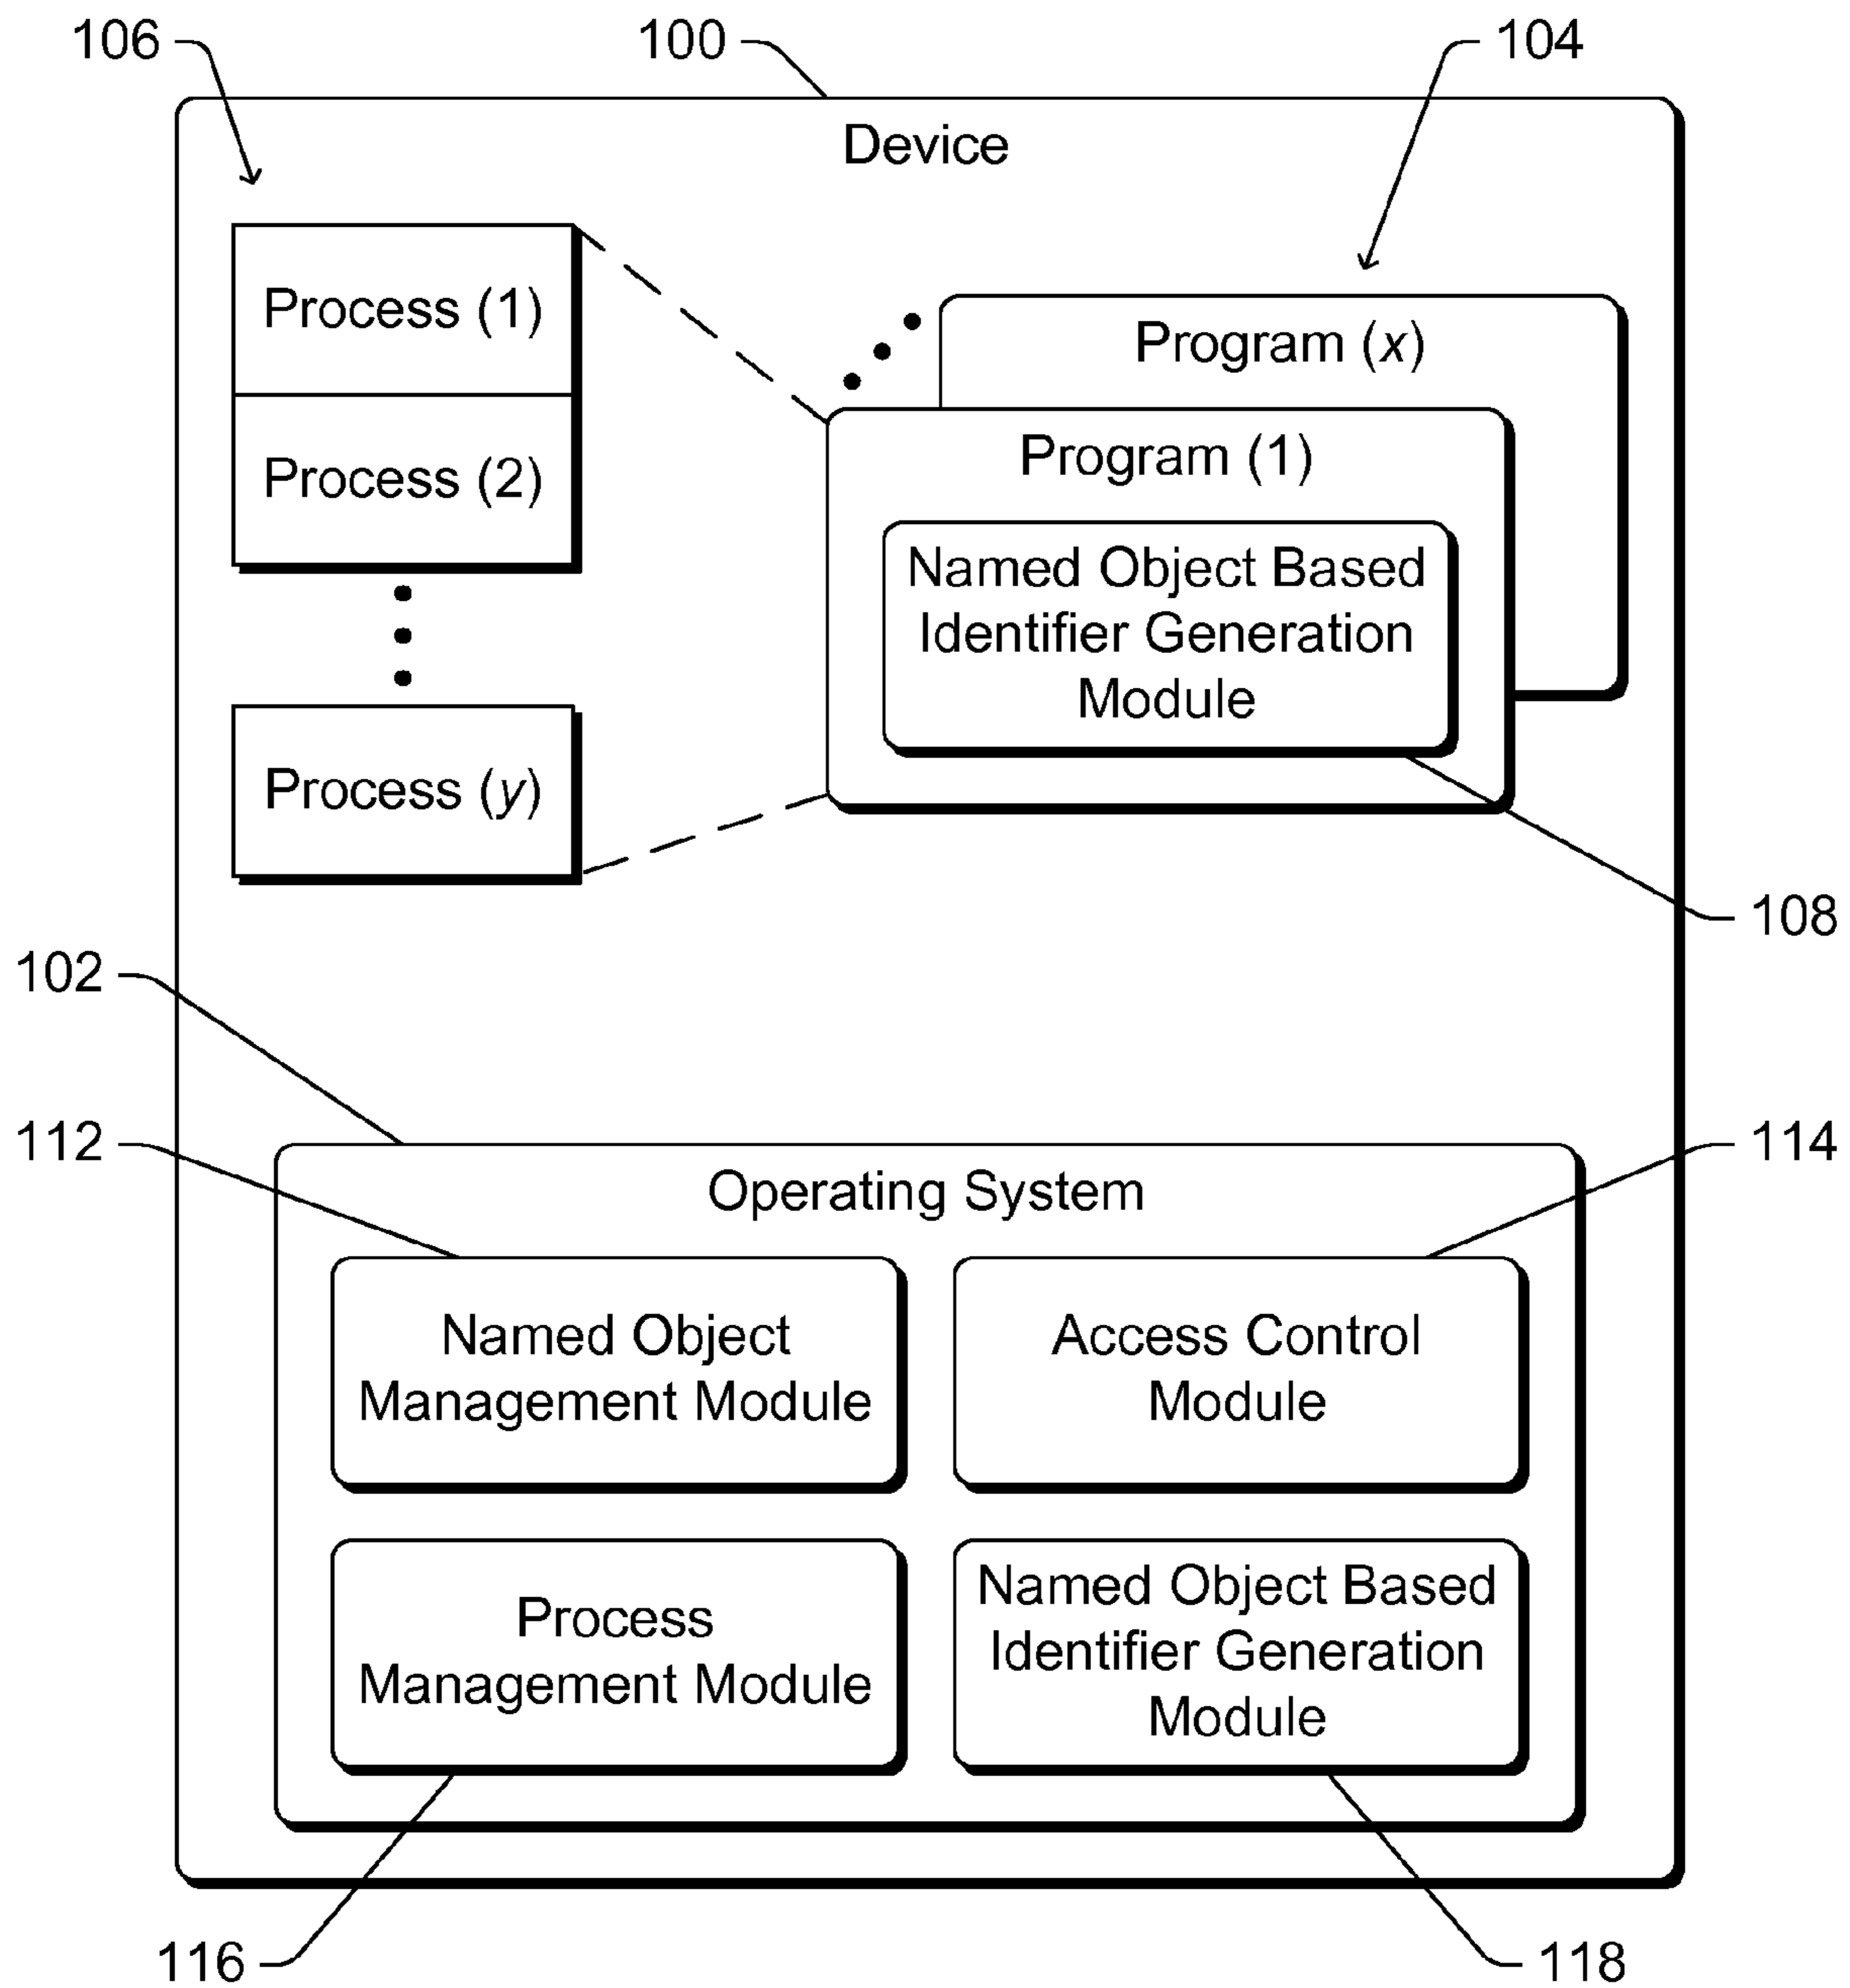 106
100
104
Device
Process (1)
Process (2)
Process (y)
Program (x)
Program (1)
Named Object Based
Identifier Generation
Module
108
102
112
114
Operating System
Named Object
Management Module
Access Control
Module
Process
Management Module
Named Object Based
Identifier Generation
Module
116
118